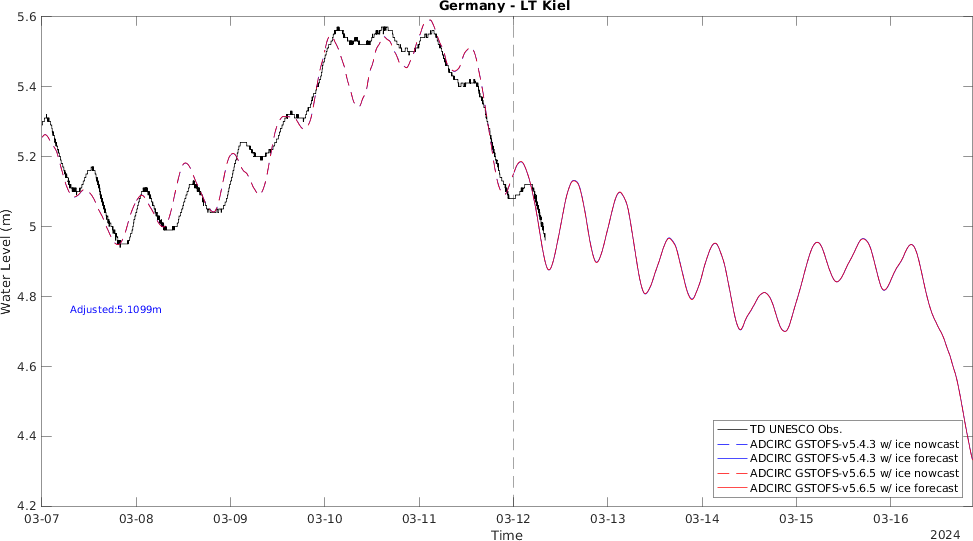 Germany - LT Kiel
5.6
5.4
5.2
5
4.8
4.6
4.4
4.2
Water Level (m)
Adjusted:5.1099m
TD UNESCO Obs.
ADCIRC GSTOFS-v5.4.3 w/ ice nowcast
ADCIRC GSTOFS-v5.4.3 w/ ice forecast
ADCIRC GSTOFS-v5.6.5 w/ ice nowcast
ADCIRC GSTOFS-v5.6.5 w/ ice forecast
03-07 03-08 03-09 03-10 03-11 03-12 03-13 03-14 03-15 03-16
Time
2024